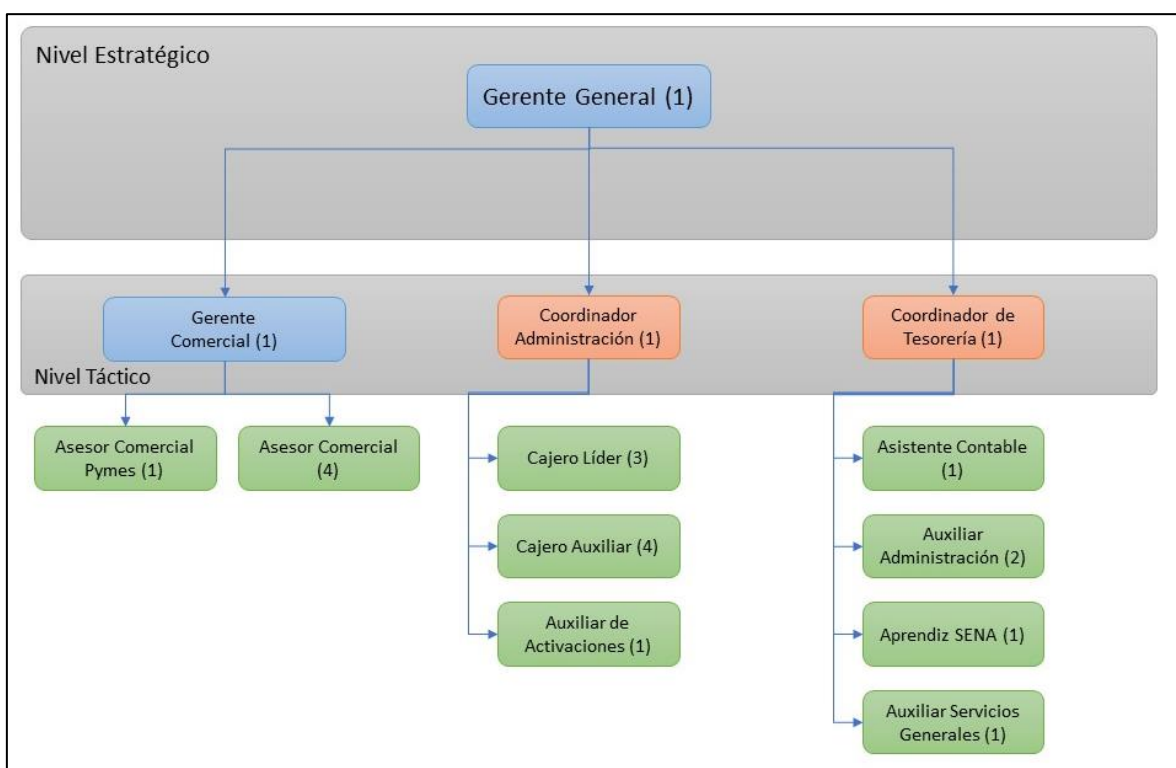 Nivel Estratégico
Gerente General (1)
Gerente
Comercial (1)
Coordinador
Administración (1)
Coordinador de
Tesorería (1)
Nivel Táctico
Asesor Comercial
Pymes (1)
Asesor Comercial
(4)
Cajero Líder (3)
Asistente Contable
(1)
Cajero Auxiliar (4)
Auxiliar
Administración (2)
Auxiliar de
Activaciones (1)
Aprendiz SENA (1)
Auxiliar Servicios
Generales (1)